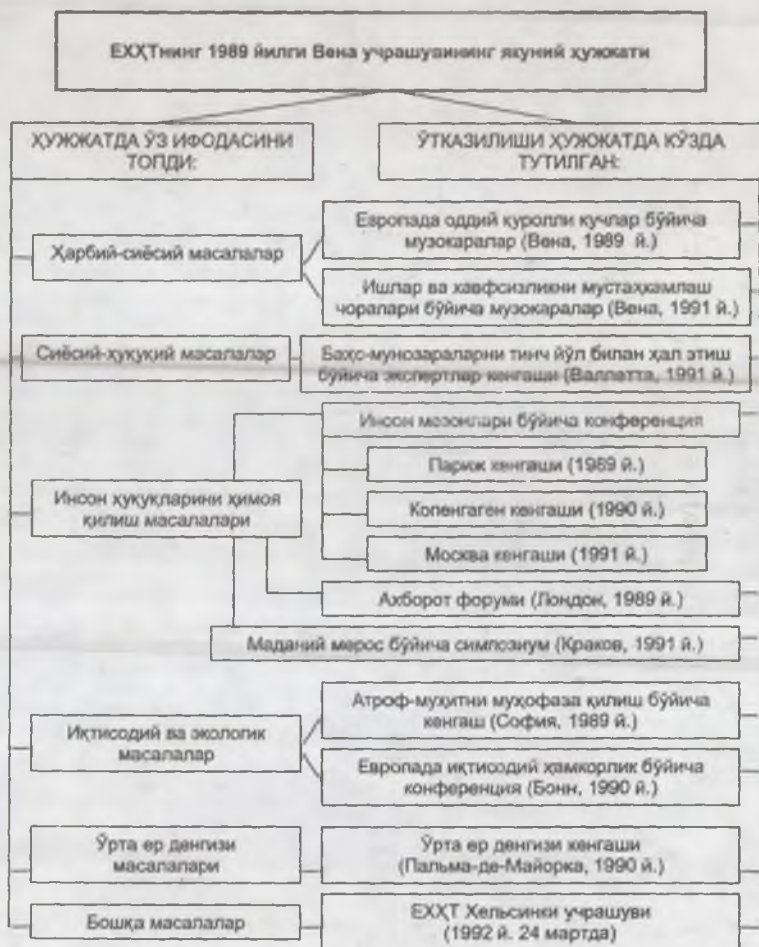 ЕХҲТнинг 1989 йилги Вена учрашувининг якуний ҳужжати
ҲУЖЖАТДА ЎЗ ИФОДАСИНИ
ТОПДИ:
ЎТКАЗИЛИШИ ҲУЖЖАТДА КЎЗДА
ТУТИЛГАН:
Ҳарбий-сиёсий масалалар
Европада оддий қуролли кучлар бўйича
музокаралар (Вена, 1989 й.)
Ишлар ва хавфсизликни мустаҳкамлаш
чоралари бўйича музокаралар (Вена, 1991 й.)
Сиёсий-ҳуқуқий масалалар
Баҳс-мунозараларни тинч йўл билан ҳал этиш
бўйича экспертлар кенгаши (Валлетта, 1991 й.)
Инсон ҳуқуқларини ҳимоя
қилиш масалалари
Инсон мезонлари бўйича конференция
Париж кенгаши (1989 й.)
Копенгаген кенгаши (1990 й.)
Москва кенгаши (1991 й.)
Ахборот форуми (Лондон, 1989 й.)
Маданий мерос бўйича симпозиум (Краков, 1991 й.)
Иқтисодий ва экологик
масалалар
Атроф-муҳитни муҳофаза қилиш бўйича
кенгаш (София, 1989 й.)
Европада иқтисодий ҳамкорлик бўйича
конференция (Бонн, 1990 й.)
Ўрта ер денгизи
масалалари
Ўрта ер денгизи кенгаши
(Пальма-де-Майорка, 1990 й.)
Бошқа масалалар
ЕХҲТ Хельсинки учрашуви
(1992 й. 24 мартда)